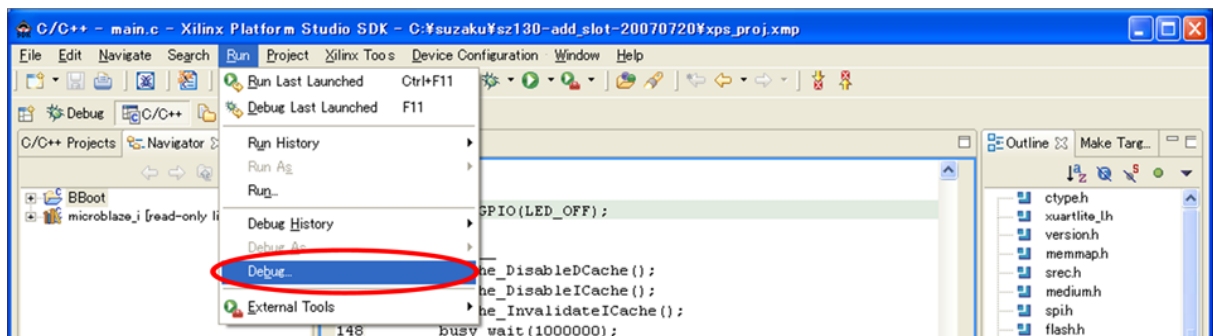 C/C++ - main.c - Xilinx Platform Studio SDK - C:¥suzaku¥sz130-add_slot-20070720¥xps_proj.xmp
File Edit Navigate Search Run Project Xilinx Too s Device Configuration Window Help
Run Last Launched Ctrl+F11
Debug C/C++ Debug Last Launched F11
C/C++ Projects Navigator Run History Outline Make Targ...
Run As
BBoot Run... ctype.h
microblaze_i [read-only li GPIO(LED_OFF); xuartlite_l.h
Debug History version.h
Debug As memmap.h
Debug... he_DisableDCache(); srec.h
he_DisableICache(); medium.h
External Tools he_InvalidateICache(); spi.h
148 busy_wait(1000000); flash.h